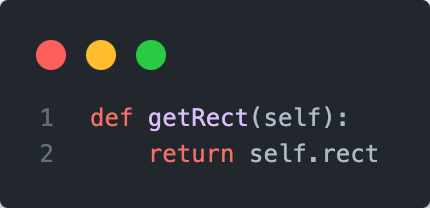 1 def getRect(self):
2     return self.rect